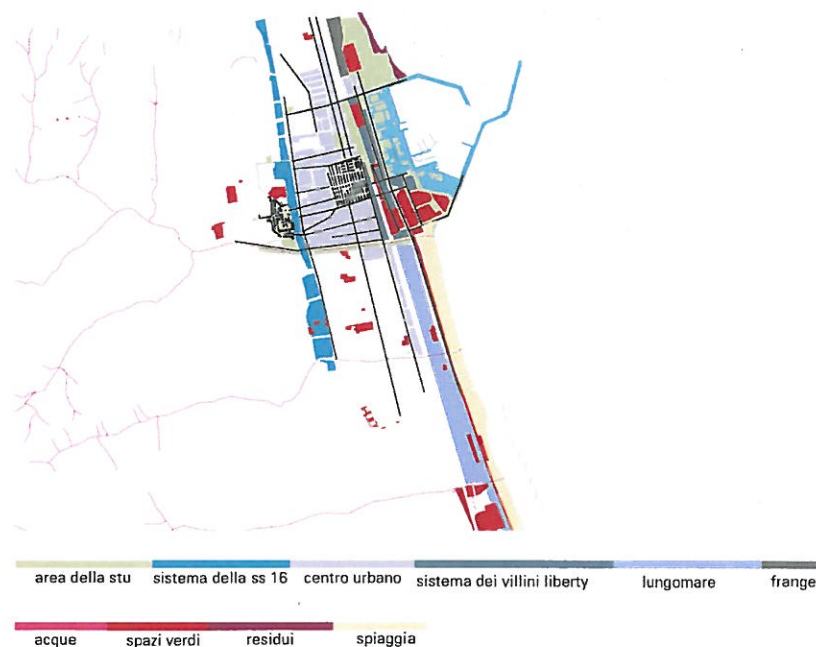 area della stu sistema della ss 16 centro urbano sistema dei villini liberty lungomare frange
acque spazi verdi residui spiaggia